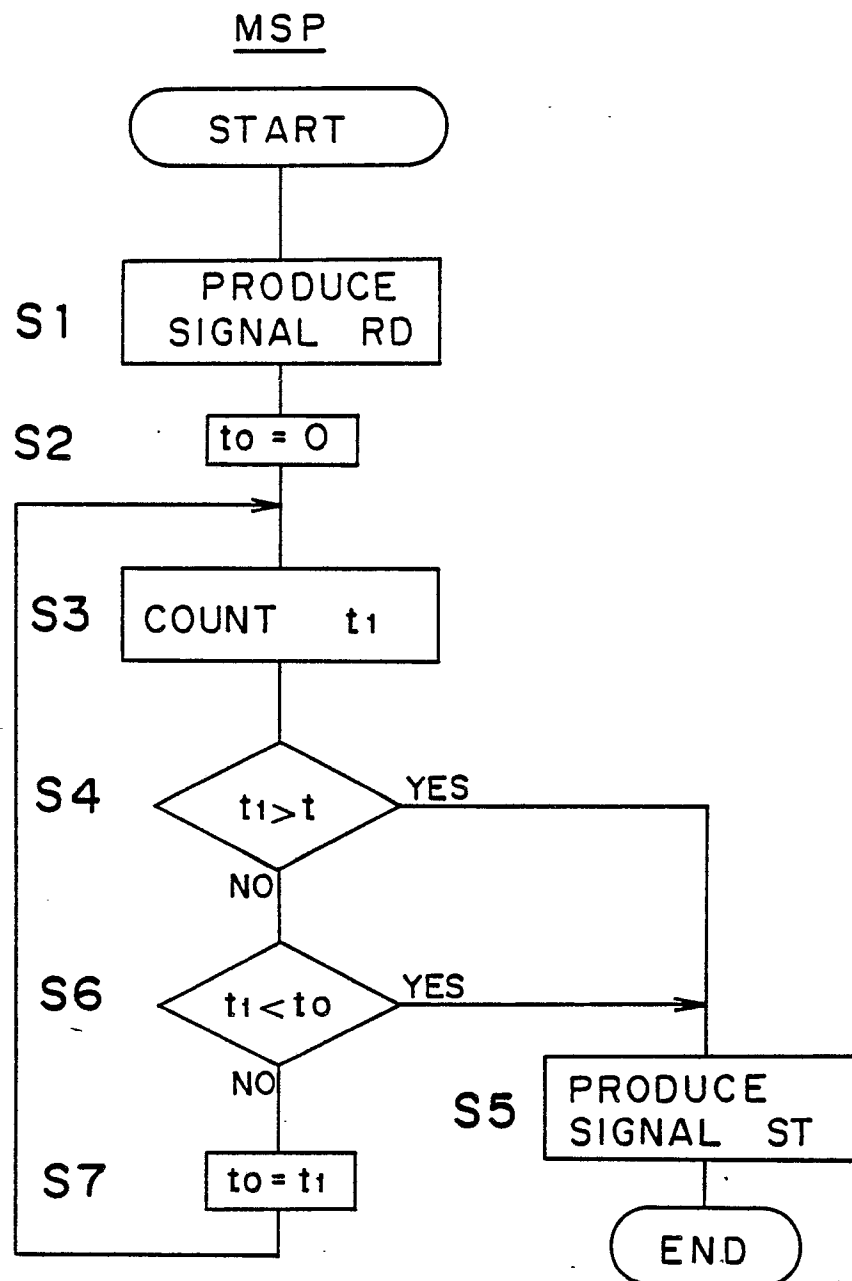 MSP
START
S1
PRODUCE
SIGNAL RD
S2
to = 0
S3
COUNT t1
S4
t1>t
YES
NO
S6
t1<to
YES
NO
S5
PRODUCE
SIGNAL ST
S7
to=t1
END